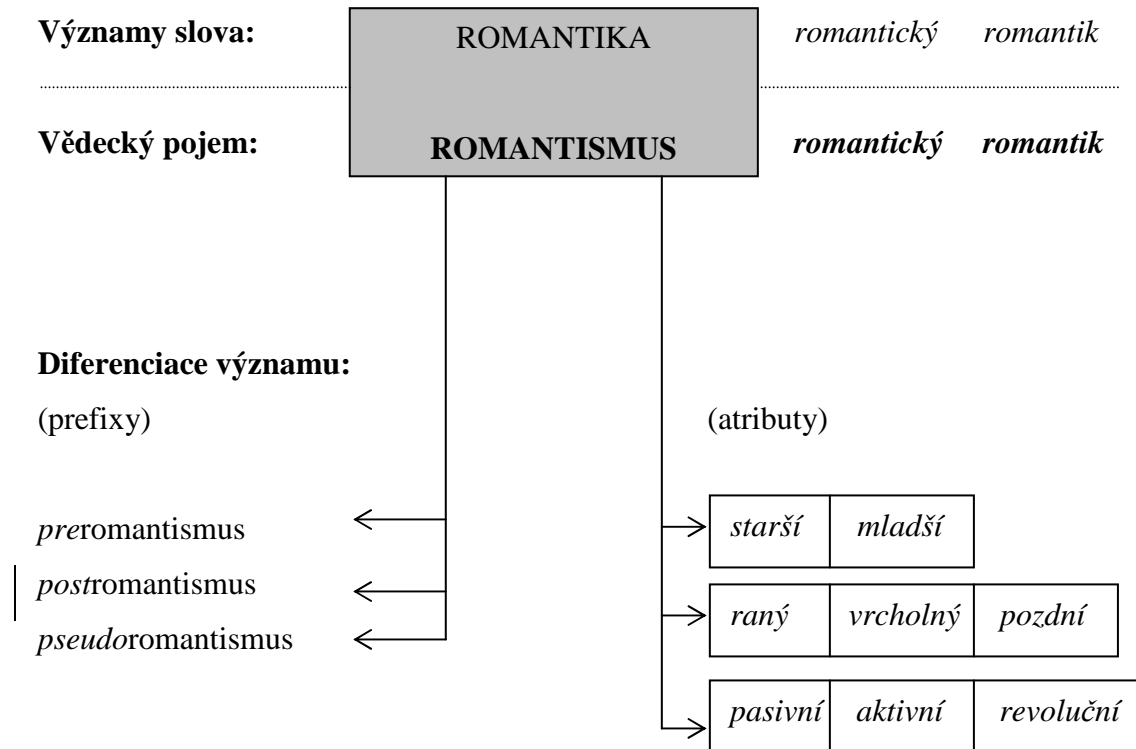 Významy slova: ROMANTIKA romantický romantik
Vědecký pojem: ROMANTISMUS romantický romantik
Diferenciace významu:
(prefixy) (atributy)
preromantismus starší mladší
postromantismus
raný vrcholný pozdní
pseudoromantismus
pasivní aktivní revoluční